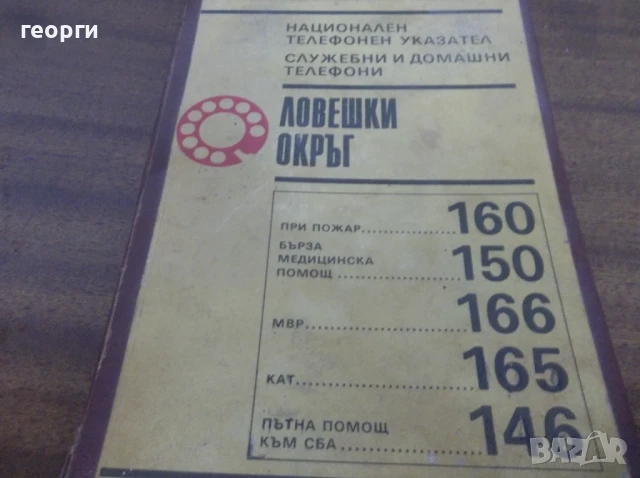 георги
НАЦИОНАЛЕН
ТЕЛЕФОНЕН УКАЗАТЕЛ
СЛУЖЕБНИ И ДОМАШНИ
ТЕЛЕФОНИ
ЛОВЕШКИ
ОКРЪГ
ПРИ ПОЖАР.............. 160
БЪРЗА
МЕДИЦИНСКА
ПОМОЩ.................. 150
МВР........................ 166
КАТ......................... 165
ПЪТНА ПОМОЩ
КЪМ СБА................ 146
BAZAR